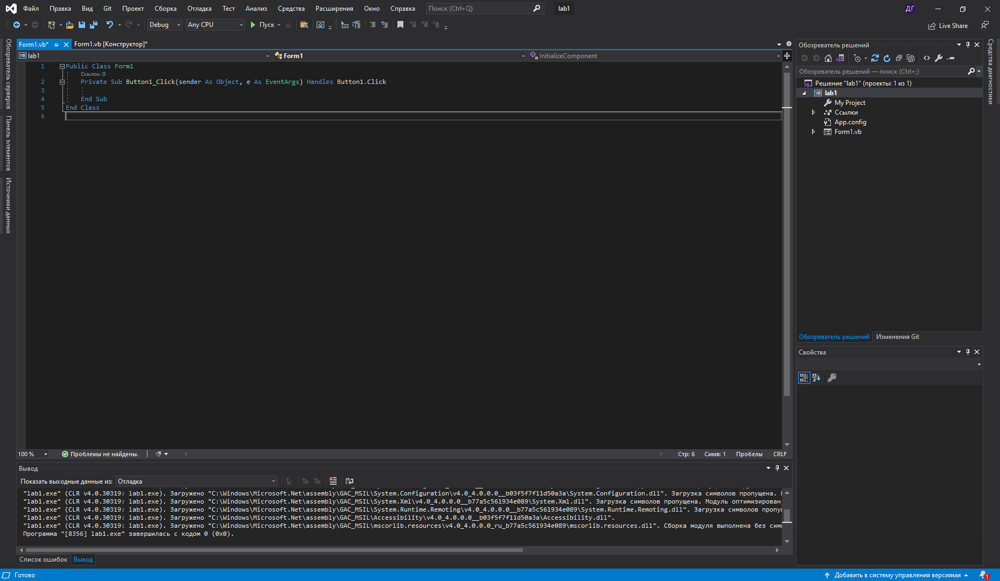 Файл Правка Вид Git Проект Сборка Отладка Тест Анализ Средства Расширения Окно Справка Поиск (Ctrl+Q) lab1 ДГ
Debug Any CPU Пуск Live Share
Обозреватель серверов
Панель элементов
Источники данных
Form1.vb* Form1.vb [Конструктор]*
VB lab1 Form1 InitializeComponent
1 Public Class Form1
Ссылок: 0
2 Private Sub Button1_Click(sender As Object, e As EventArgs) Handles Button1.Click
3
4 End Sub
5 End Class
6
100 % Проблемы не найдены. Стр: 6 Симв: 1 Пробелы CRLF
Вывод
Показать выходные данные из: Отладка
"lab1.exe" (CLR v4.0.30319: lab1.exe). Загружено "C:\Windows\Microsoft.Net\assembly\GAC_MSIL\System.Configuration\v4.0_4.0.0.0__b03f5f7f11d50a3a\System.Configuration.dll". Загрузка символов пропущена.
"lab1.exe" (CLR v4.0.30319: lab1.exe). Загружено "C:\Windows\Microsoft.Net\assembly\GAC_MSIL\System.Xml\v4.0_4.0.0.0__b77a5c561934e089\System.Xml.dll". Загрузка символов пропущена. Модуль оптимизирован,
"lab1.exe" (CLR v4.0.30319: lab1.exe). Загружено "C:\Windows\Microsoft.Net\assembly\GAC_MSIL\System.Runtime.Remoting\v4.0_4.0.0.0__b77a5c561934e089\System.Runtime.Remoting.dll". Загрузка символов пропу
"lab1.exe" (CLR v4.0.30319: lab1.exe). Загружено "C:\Windows\Microsoft.Net\assembly\GAC_MSIL\Accessibility\v4.0_4.0.0.0__b03f5f7f11d50a3a\Accessibility.dll".
"lab1.exe" (CLR v4.0.30319: lab1.exe). Загружено "C:\Windows\Microsoft.Net\assembly\GAC_MSIL\mscorlib.resources\v4.0_4.0.0.0_ru_b77a5c561934e089\mscorlib.resources.dll". Сборка модуля выполнена без сим
Программа "[8356] lab1.exe" завершилась с кодом 0 (0x0).
Список ошибок Вывод
Обозреватель решений
Обозреватель решений — поиск (Ctrl+;)
Решение "lab1" (проекты: 1 из 1)
VB lab1
My Project
Ссылки
App.config
Form1.vb
Обозреватель решений Изменения Git
Свойства
Средства диагностики
Готово Добавить в систему управления версиями 1